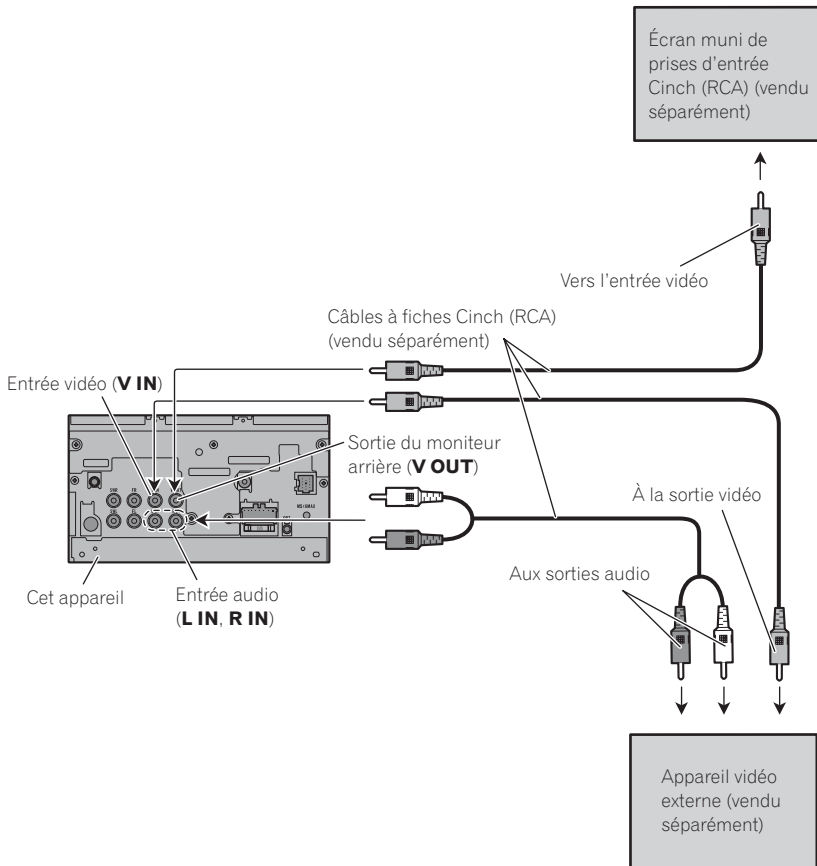 Écran muni de
prises d'entrée
Cinch (RCA) (vendu
séparément)
Vers l'entrée vidéo
Câbles à fiches Cinch (RCA)
(vendu séparément)
Entrée vidéo (V IN)
Sortie du moniteur
arrière (V OUT)
À la sortie vidéo
Aux sorties audio
Cet appareil
Entrée audio
(L IN, R IN)
Appareil vidéo
externe (vendu
séparément)